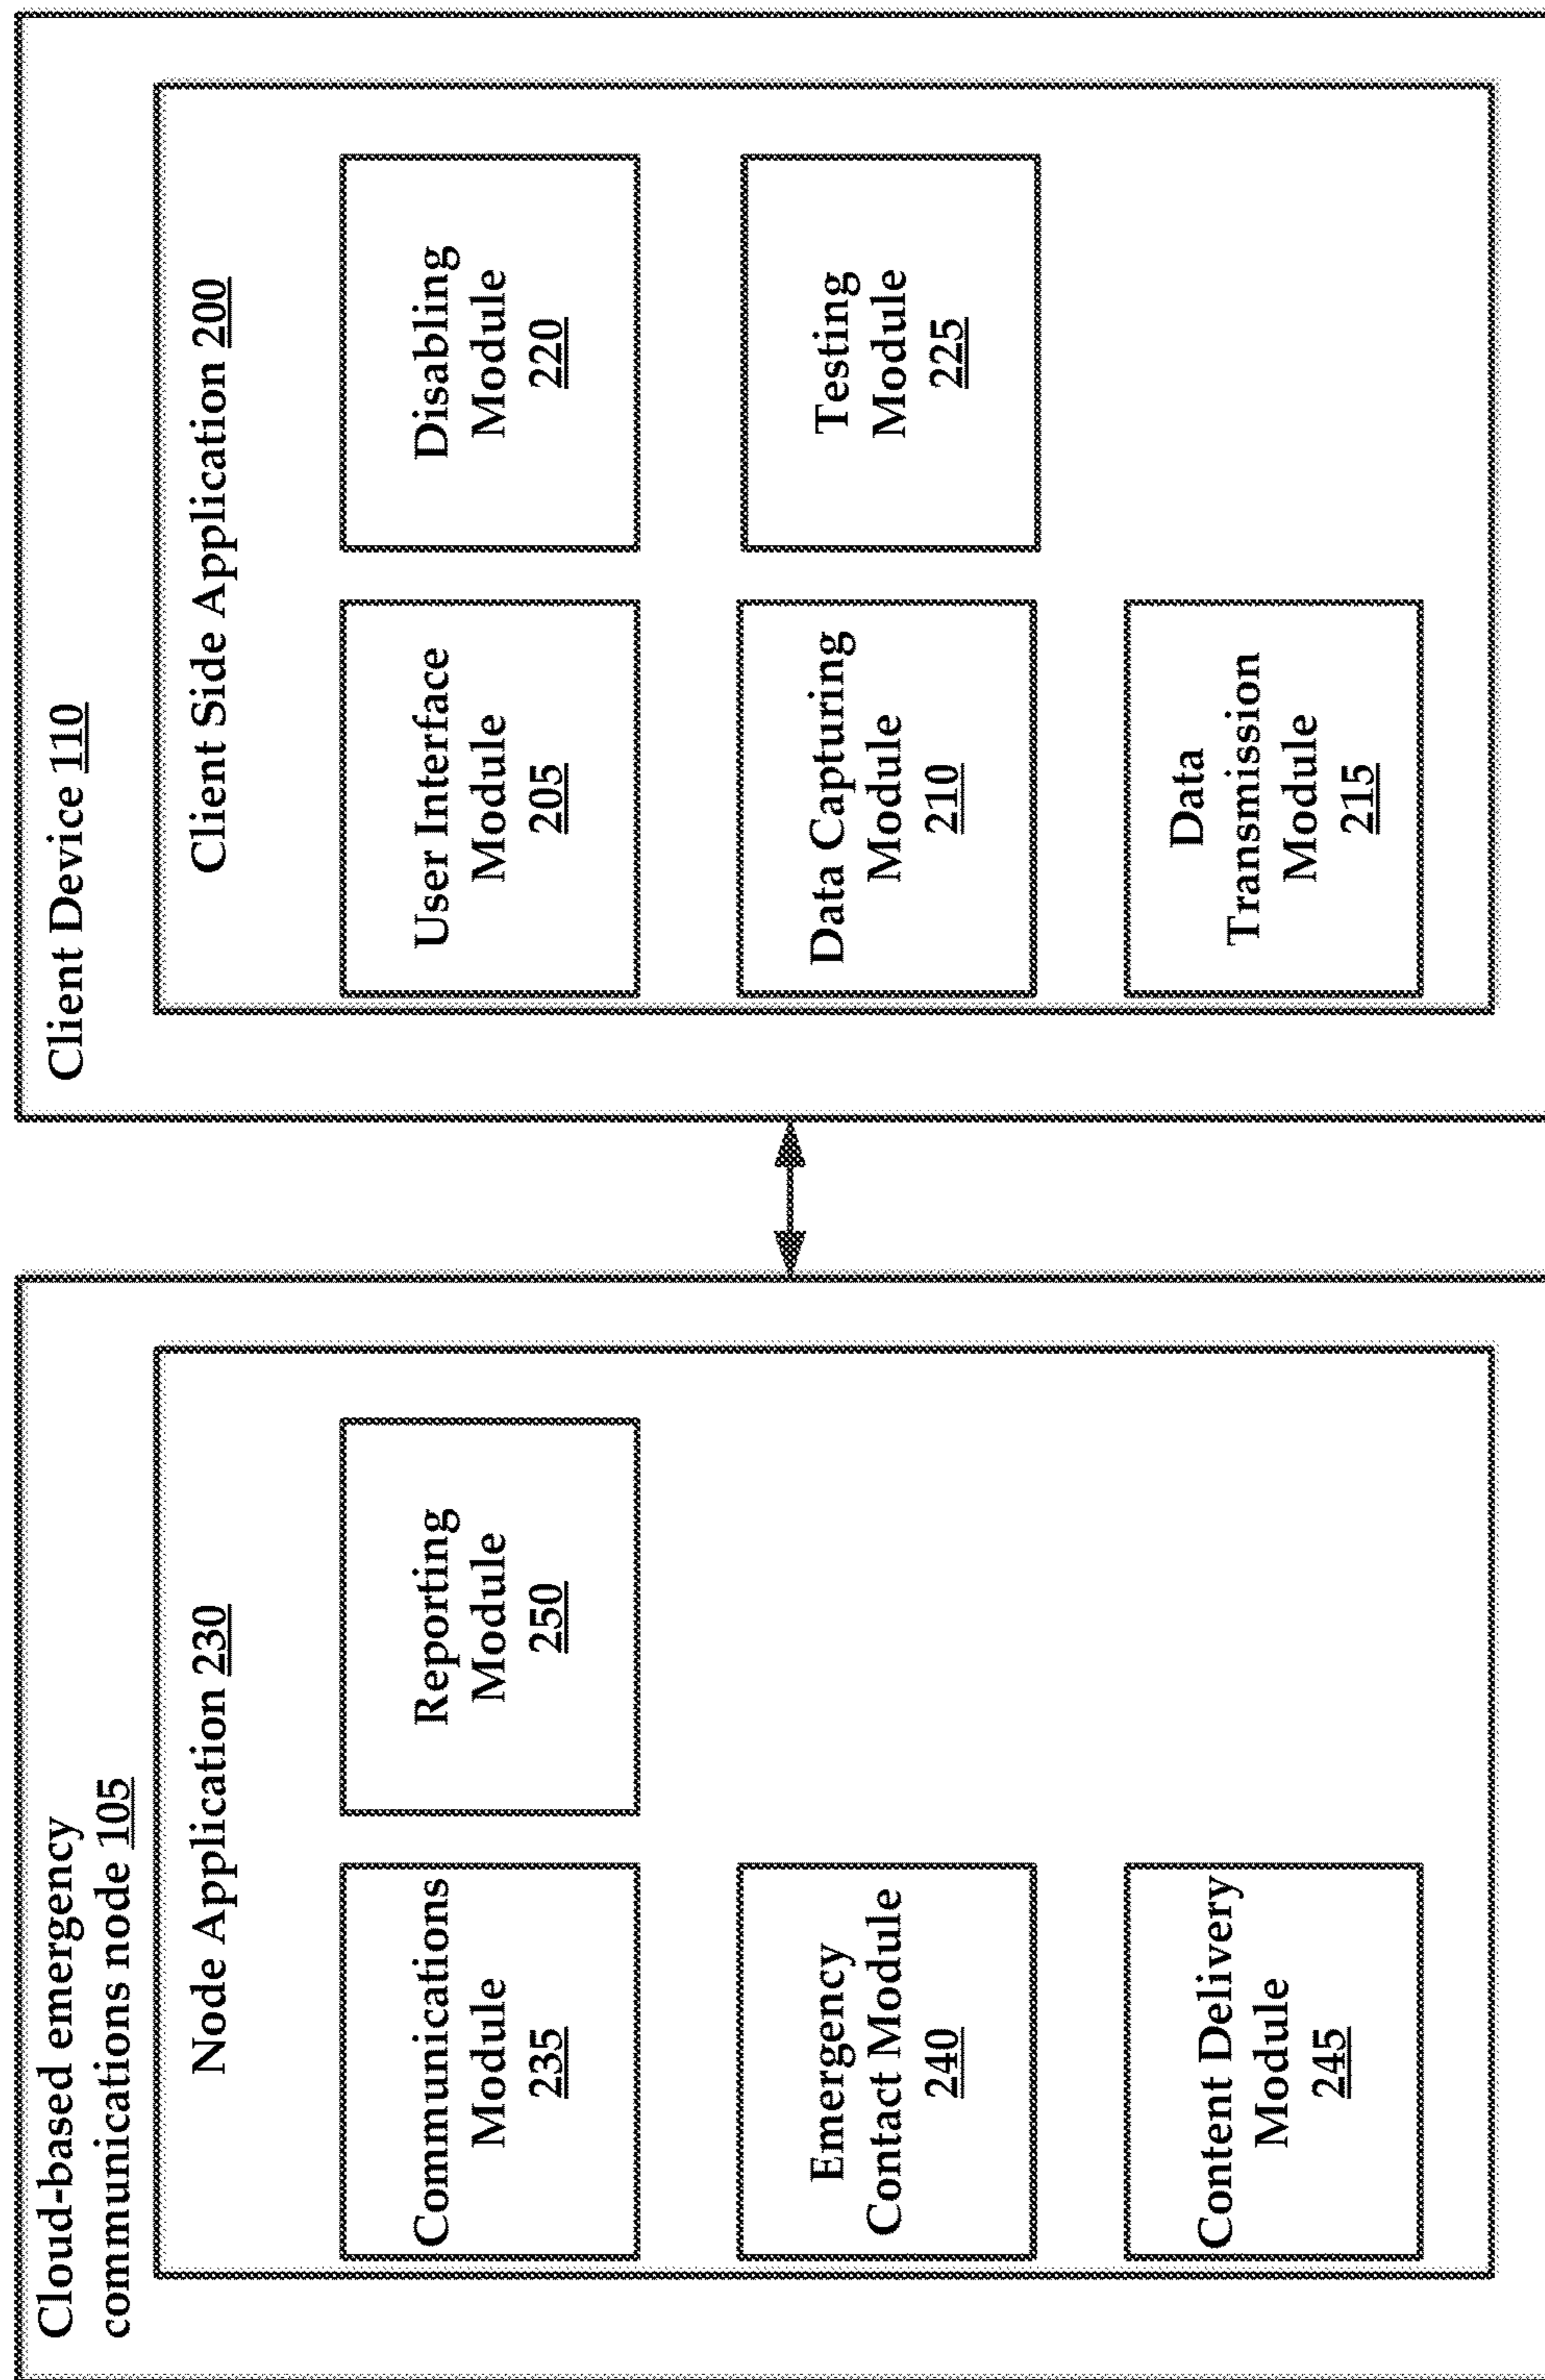 Cloud-based emergency
communications node 105
Node Application 230
Communications
Module
235
Reporting
Module
250
Emergency
Contact Module
240
Content Delivery
Module
245
Client Device 110
Client Side Application 200
User Interface
Module
205
Disabling
Module
220
Data Capturing
Module
210
Testing
Module
225
Data
Transmission
Module
215